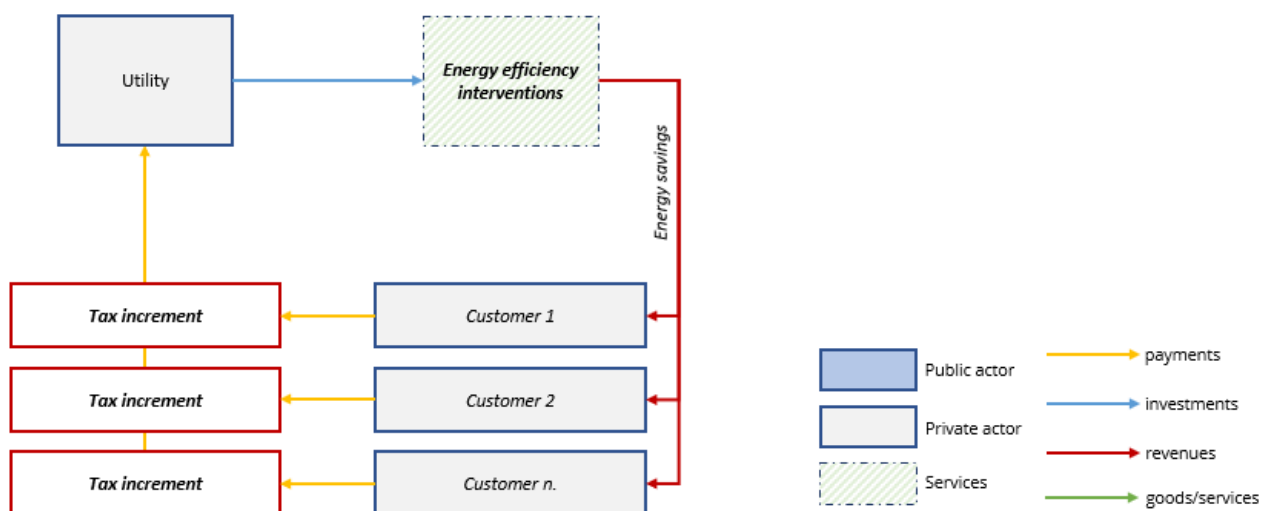 Utility
Energy efficiency
interventions
Energy savings
Tax increment
Customer 1
Tax increment
Customer 2
Tax increment
Customer n.
Public actor
Private actor
Services
payments
investments
revenues
goods/services